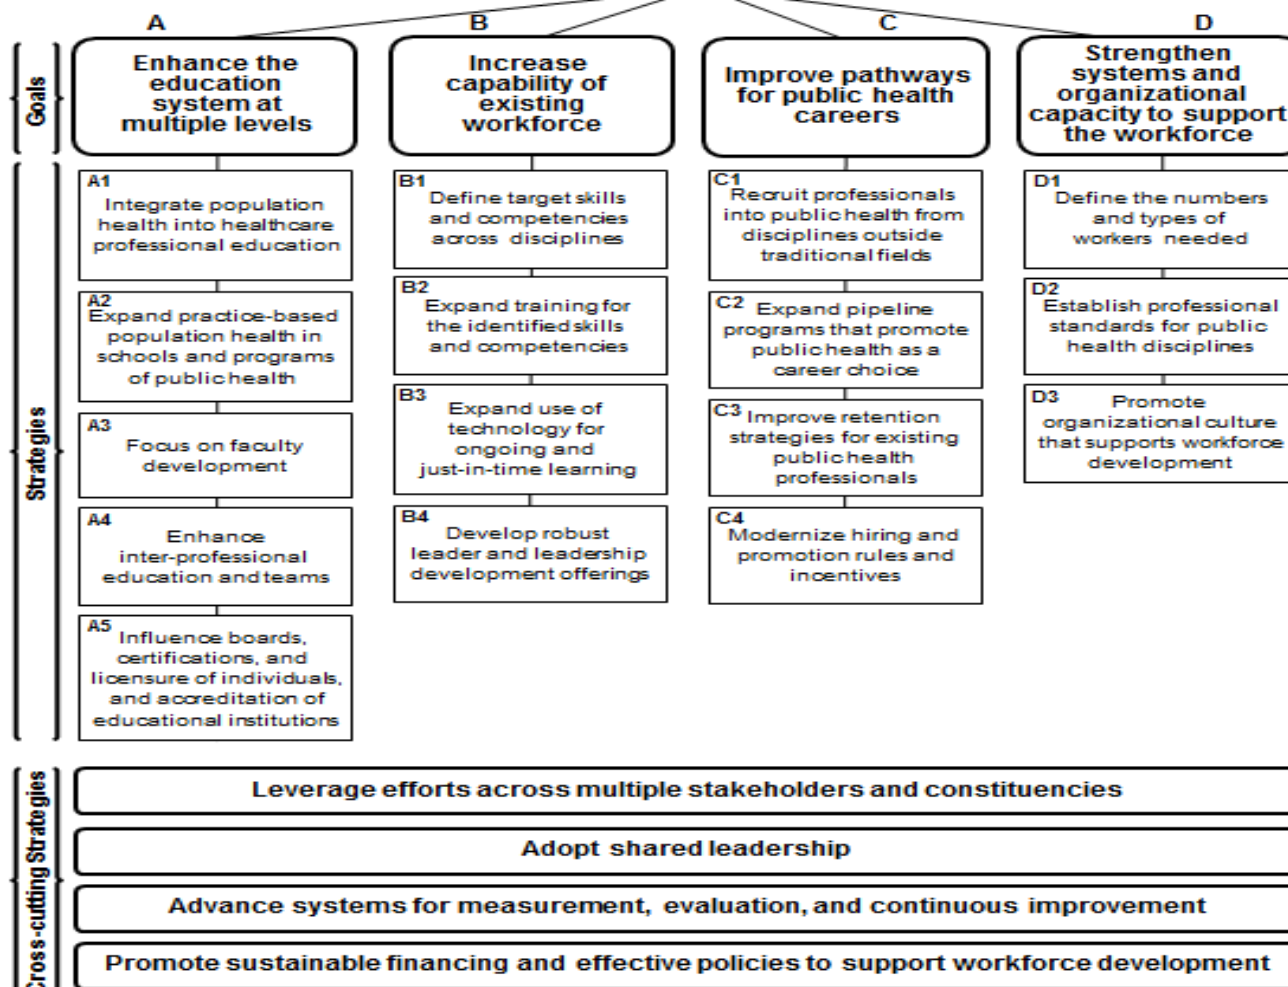 A
B
C
D
Goals
Enhance the
education
system at
multiple levels
Increase
capability of
existing
workforce
Improve pathways
for public health
careers
Strengthen
systems and
organizational
capacity to support
the workforce
Strategies
A1
Integrate population
health into healthcare
professional education
A2
Expand practice-based
population health in
schools and programs
of public health
A3
Focus on faculty
development
A4
Enhance
inter-professional
education and teams
A5
Influence boards,
certifications, and
licensure of individuals,
and accreditation of
educational institutions
B1
Define target skills
and competencies
across disciplines
B2
Expand training for
the identified skills
and competencies
B3
Expand use of
technology for
ongoing and
just-in-time learning
B4
Develop robust
leader and leadership
development offerings
C1
Recruit professionals
into public health from
disciplines outside
traditional fields
C2
Expand pipeline
programs that promote
public health as a
career choice
C3
Improve retention
strategies for existing
public health
professionals
C4
Modernize hiring and
promotion rules and
incentives
D1
Define the numbers
and types of
workers needed
D2
Establish professional
standards for public
health disciplines
D3
Promote
organizational culture
that supports workforce
development
Cross-cutting Strategies
Leverage efforts across multiple stakeholders and constituencies
Adopt shared leadership
Advance systems for measurement, evaluation, and continuous improvement
Promote sustainable financing and effective policies to support workforce development